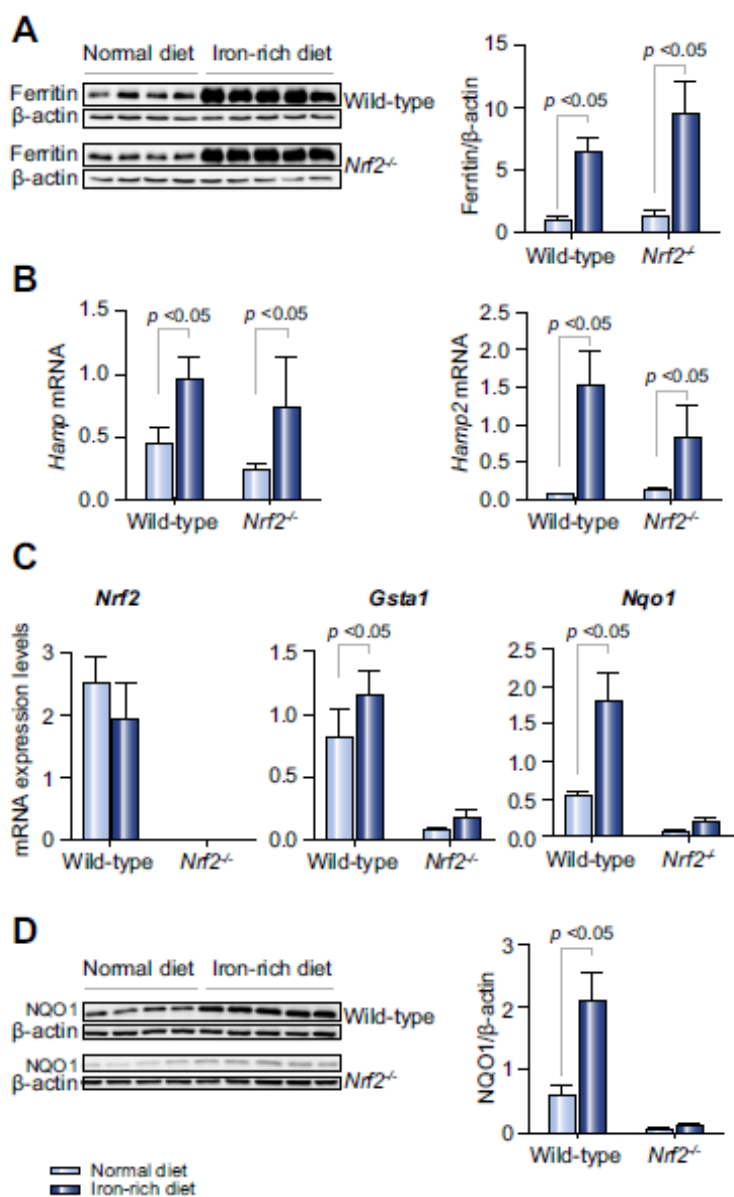 A
Normal diet Iron-rich diet
Ferritin
β-actin
Wild-type
Ferritin
β-actin
Nrf2-/-
Ferritin/β-actin
15
10
5
0
p <0.05
p <0.05
Wild-type Nrf2-/
B
Hamp mRNA
1.5
1.0
0.5
0.0
p <0.05 p <0.05
Wild-type Nrf2-/-
Hamp2 mRNA
2.5
2.0
1.5
1.0
0.5
0.0
p <0.05
p <0.05
Wild-type Nrf2-/-
C
mRNA expression levels
Nrf2
3
2
1
0
Wild-type Nrf2-/-
Gsta1
p <0.05
1.5
1.0
0.5
0.0
Wild-type Nrf2-/-
Nqo1
p <0.05
2.5
2.0
1.5
1.0
0.5
0.0
Wild-type Nrf2-/
D
Normal diet Iron-rich diet
NQO1
β-actin
Wild-type
NQO1
β-actin
Nrf2-/-
NQO1/β-actin
3
2
1
0
p <0.05
Wild-type Nrf2-/-
Normal diet
Iron-rich diet